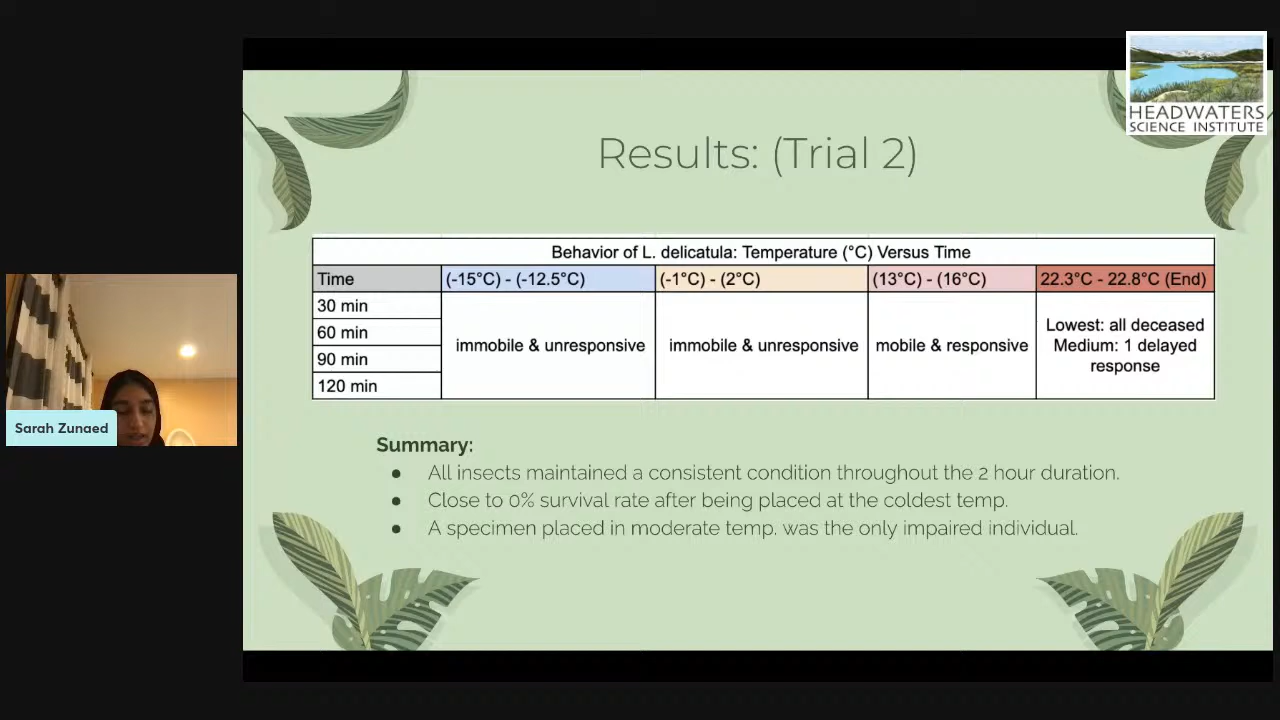 HEADWATERS
SCIENCE INSTITUTE
Results: (Trial 2)
Behavior of L. delicatula: Temperature (°C) Versus Time
Time
(-15°C) - (-12.5°C)
(-1°C) - (2°C)
(13°C) - (16°C)
22.3°C - 22.8°C (End)
30 min
60 min
90 min
120 min
immobile & unresponsive
immobile & unresponsive
mobile & responsive
Lowest: all deceased
Medium: 1 delayed
response
Sarah Zunaed
Summary:
● All insects maintained a consistent condition throughout the 2 hour duration.
● Close to 0% survival rate after being placed at the coldest temp.
● A specimen placed in moderate temp. was the only impaired individual.